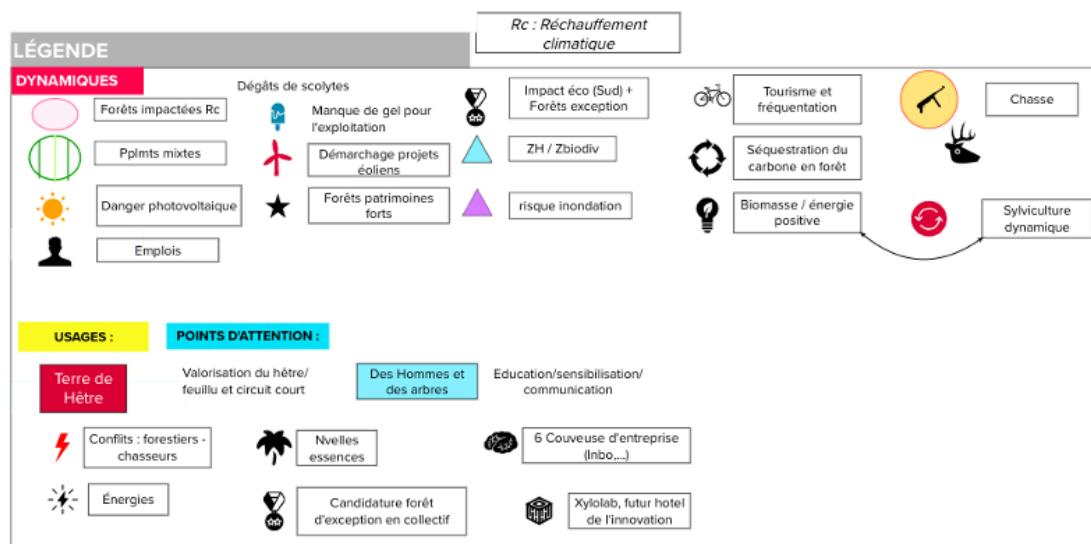 Rc : Réchauffement
climatique
LÉGENDE
DYNAMIQUES
Forêts impactées Rc
Pplmts mixtes
Danger photovoltaique
Emplois
Dégâts de scolytes
Manque de gel pour
l'exploitation
Démarchage projets
éoliens
Forêts patrimoines
forts
Impact éco (Sud) +
Forêts exception
ZH / Zbiodiv
risque inondation
Tourisme et
fréquentation
Séquestration du
carbone en forêt
Biomasse / énergie
positive
Chasse
Sylviculture
dynamique
USAGES :
POINTS D'ATTENTION :
Terre de
Hêtre
Valorisation du hêtre/
feuillu et circuit court
Des Hommes et
des arbres
Education/sensibilisation/
communication
Conflits : forestiers -
chasseurs
Nvelles
essences
6 Couveuse d'entreprise
(Inbo,...)
Énergies
Candidature forêt
d'exception en collectif
Xylolab, futur hotel
de l'innovation